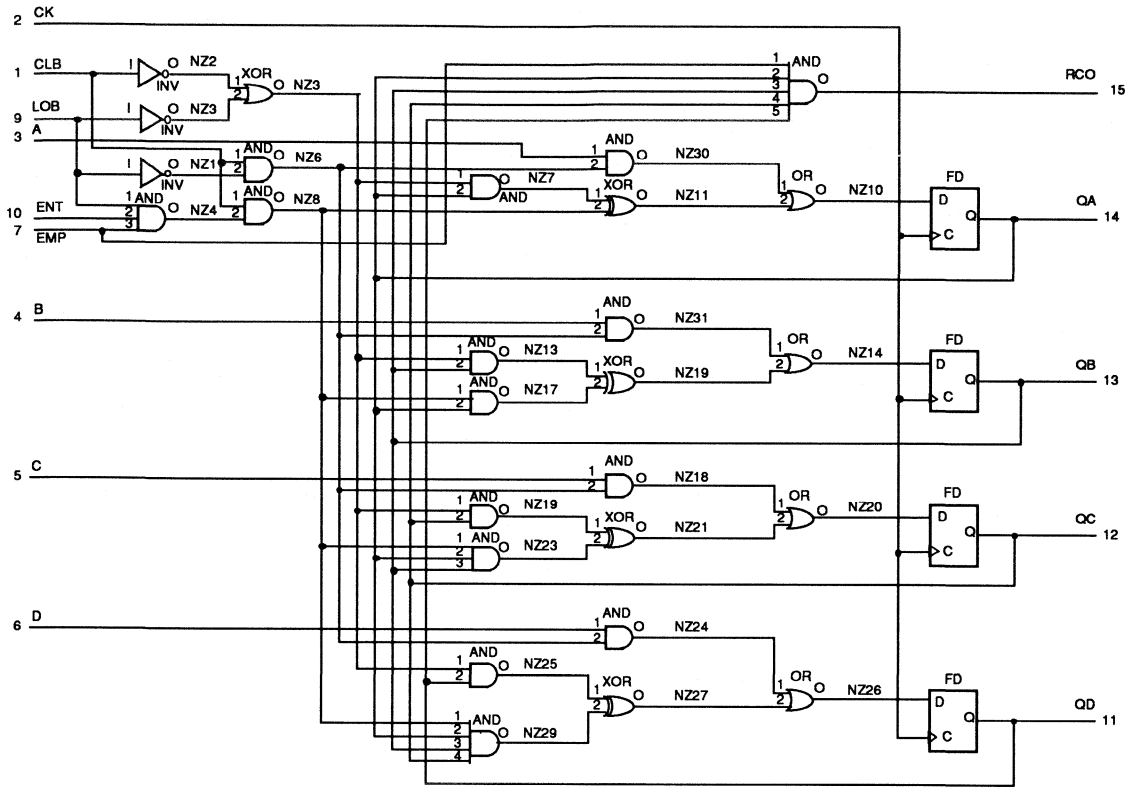 2 CK
1 CLB
I O NZ2
INV
XOR
1
2
O NZ3
9 LOB
I O NZ3
INV
3 A
I O NZ1
INV
AND
1
2
O NZ6
10 ENT
7 EMP
AND
1
2
3
O NZ4
AND
1
2
O NZ8
1
2
O NZ7
AND
1 AND
2
3
4
5
O
RCO
15
AND
1
2
O NZ30
XOR
1
2
O NZ11
OR
1
2
O NZ10
FD
D
Q
C
QA
14
4 B
AND
1
2
O NZ31
AND
1
2
O NZ13
AND
1
2
O NZ17
XOR
1
2
O NZ19
OR
1
2
O NZ14
FD
D
Q
C
QB
13
5 C
AND
1
2
O NZ18
AND
1
2
O NZ19
AND
1
2
3
O NZ23
XOR
1
2
O NZ21
OR
1
2
O NZ20
FD
D
Q
C
QC
12
6 D
AND
1
2
O NZ24
AND
1
2
O NZ25
1 AND
2
3
4
O NZ29
XOR
1
2
O NZ27
OR
1
2
O NZ26
FD
D
Q
C
QD
11